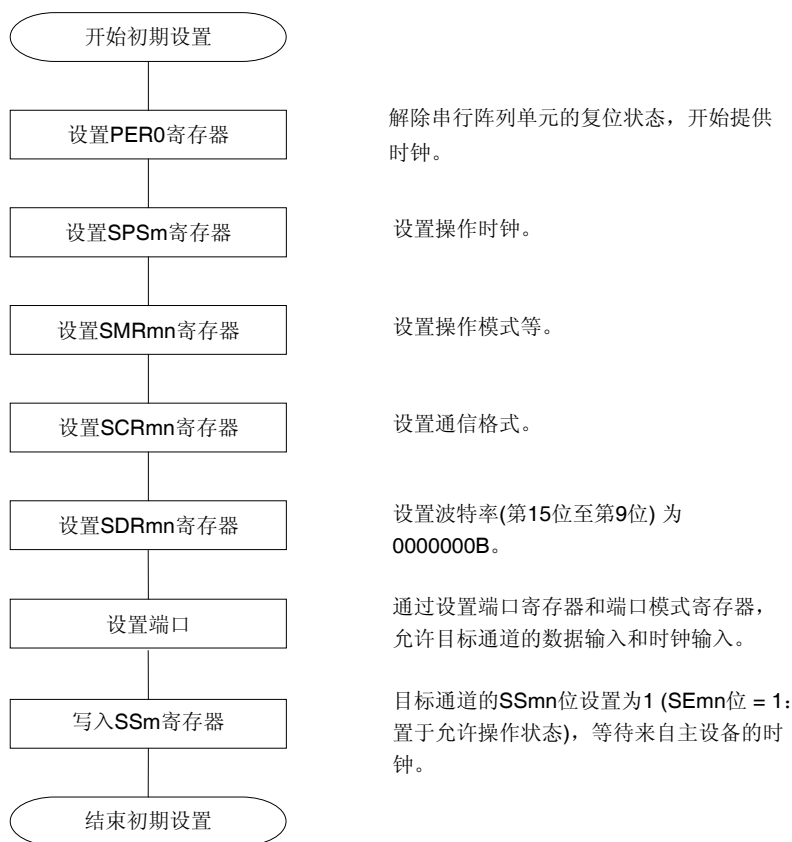 开始初期设置
设置PER0寄存器
解除串行阵列单元的复位状态，开始提供
时钟。
设置SPSm寄存器
设置操作时钟。
设置SMRmn寄存器
设置操作模式等。
设置SCRmn寄存器
设置通信格式。
设置SDRmn寄存器
设置波特率(第15位至第9位) 为
0000000B。
设置端口
通过设置端口寄存器和端口模式寄存器，
允许目标通道的数据输入和时钟输入。
写入SSm寄存器
目标通道的SSmn位设置为1 (SEmn位 = 1：
置于允许操作状态)，等待来自主设备的时
钟。
结束初期设置